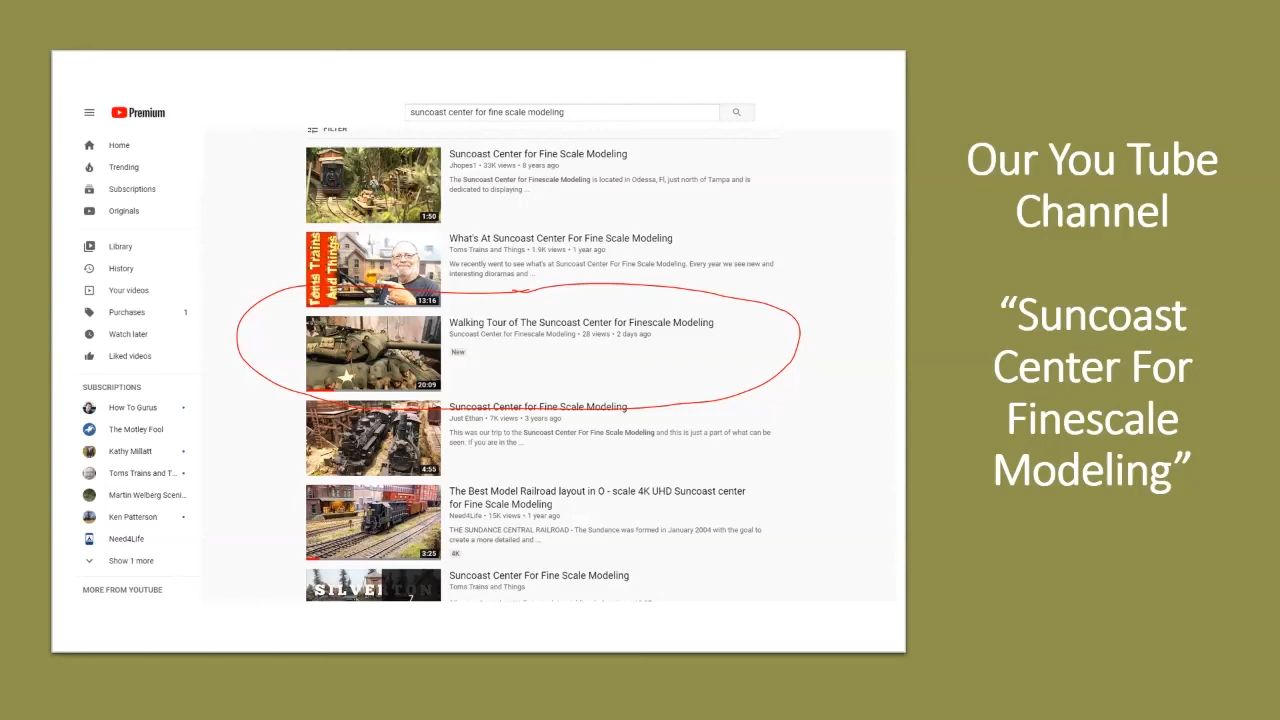 Premium
suncoast center for fine scale modeling
FILTER
Home
Trending
Subscriptions
Originals
Library
History
Your videos
Purchases 1
Watch later
Liked videos
SUBSCRIPTIONS
How To Gurus
The Motley Fool
Kathy Millatt
Toms Trains and T...
Martin Welberg Sceni...
Ken Patterson
Need4Life
Show 1 more
MORE FROM YOUTUBE
1:50
Suncoast Center for Fine Scale Modeling
Jhopes1 • 33K views • 8 years ago
The Suncoast Center for Finescale Modeling is located in Odessa, Fl, just north of Tampa and is
dedicated to displaying ...
Toms Trains
And Things
13:16
What's At Suncoast Center For Fine Scale Modeling
Toms Trains and Things • 1.9K views • 1 year ago
We recently went to see what's at Suncoast Center For Fine Scale Modeling. Every year we see new and
interesting dioramas and ...
20:09
Walking Tour of The Suncoast Center for Finescale Modeling
Suncoast Center for Finescale Modeling • 28 views • 2 days ago
New
4:55
Suncoast Center for Fine Scale Modeling
Just Ethan • 7K views • 3 years ago
This was our trip to the Suncoast Center For Fine Scale Modeling and this is just a part of what can be
seen. If you are in the ...
3:25
The Best Model Railroad layout in O - scale 4K UHD Suncoast center
for Fine Scale Modeling
Need4Life • 15K views • 1 year ago
THE SUNDANCE CENTRAL RAILROAD - The Sundance was formed in January 2004 with the goal to
create a more detailed and ...
4K
SILVERTON
Suncoast Center For Fine Scale Modeling
Toms Trains and Things
Our You Tube
Channel
“Suncoast
Center For
Finescale
Modeling”